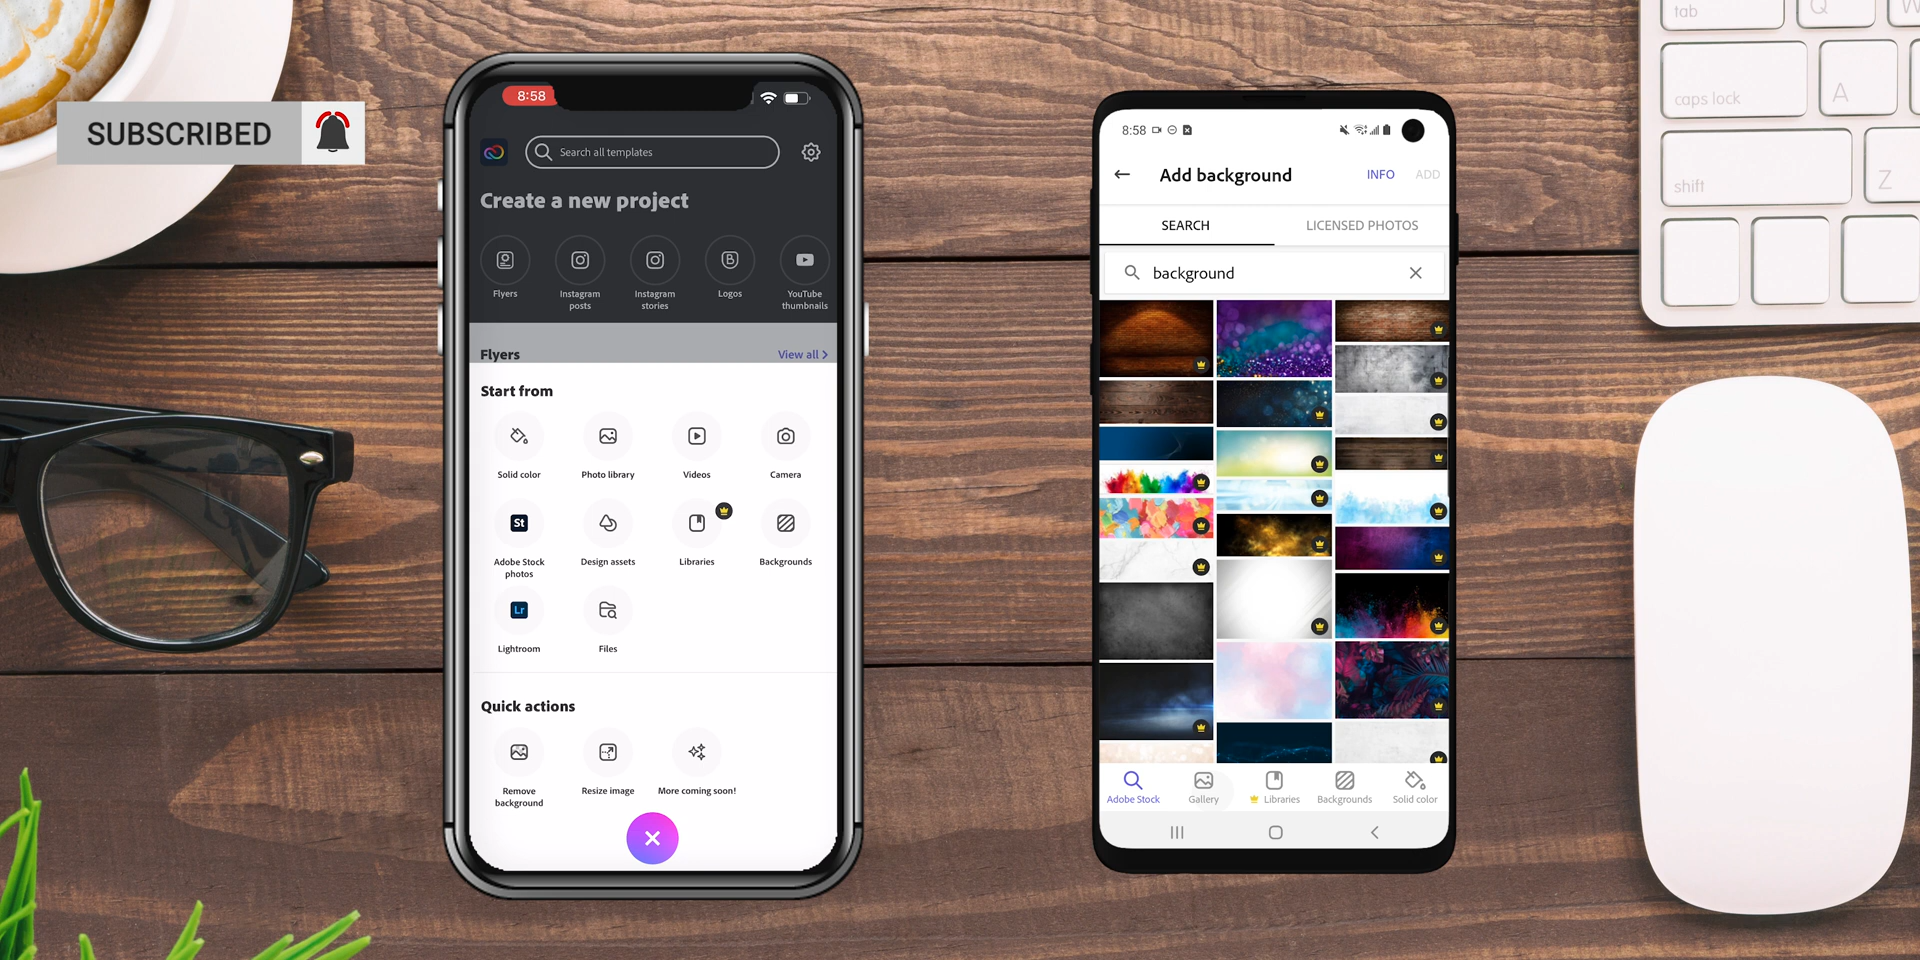 SUBSCRIBED
8:58
Search all templates
Create a new project
Flyers
Instagram
posts
Instagram
stories
Logos
YouTube
thumbnails
Flyers
View all
Start from
Solid color
Photo library
Videos
Camera
St
Adobe Stock
photos
Design assets
Libraries
Backgrounds
Lr
Lightroom
Files
Quick actions
Remove
background
Resize image
More coming soon!
8:58
Add background
INFO
ADD
SEARCH
LICENSED PHOTOS
background
Adobe Stock
Gallery
Libraries
Backgrounds
Solid color
tab
Q
W
caps lock
A
shift
Z